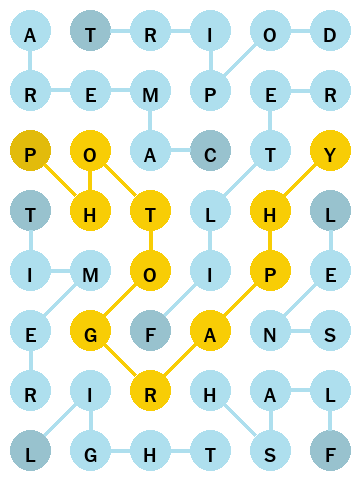 A T R I O D
R E M P E R
P O A C T Y
T H T L H L
I M O I P E
E G F A N S
R I R H A L
L G H T S F